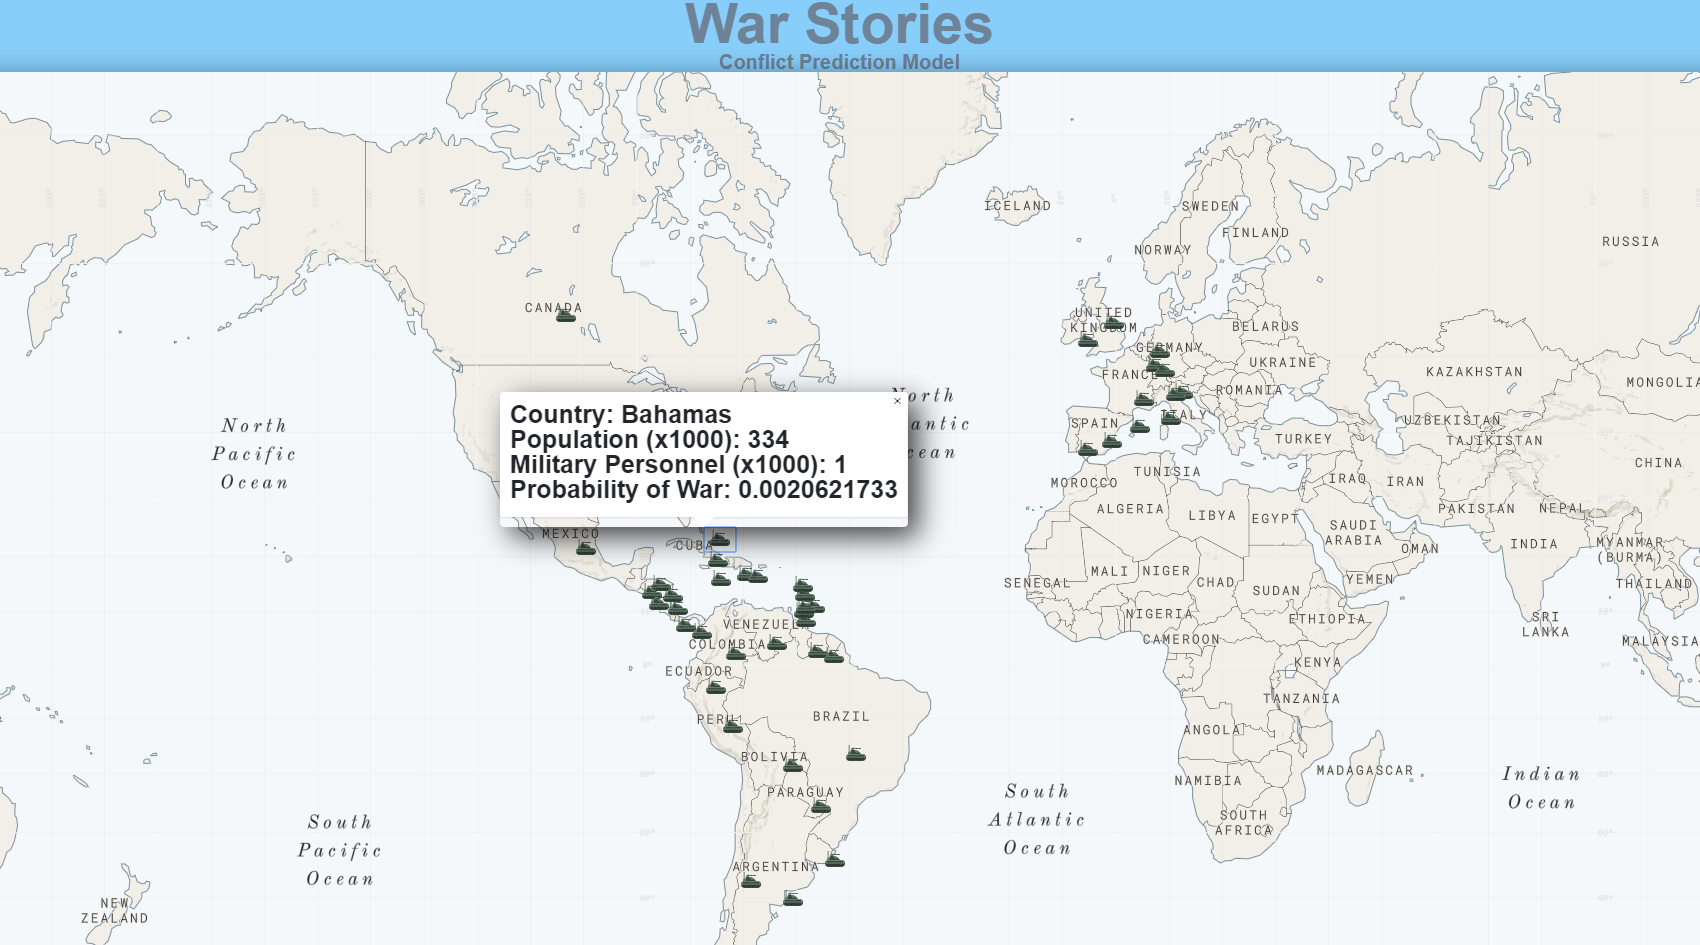 War Stories
Conflict Prediction Model
ICELAND
SWEDEN
FINLAND
NORWAY
RUSSIA
CANADA
UNITED
KINGDOM
BELARUS
GERMANY
UKRAINE
FRANCE
KAZAKHSTAN
MONGOLIA
ROMANIA
North
Pacific
Ocean
Country: Bahamas
Population (x1000): 334
Military Personnel (x1000): 1
Probability of War: 0.0020621733
×
North
antic
cean
SPAIN
ITALY
TURKEY
UZBEKISTAN
TAJIKISTAN
CHINA
TUNISIA
MOROCCO
IRAQ
IRAN
ALGERIA
LIBYA
EGYPT
PAKISTAN
NEPAL
SAUDI
ARABIA
OMAN
INDIA
MYANMAR
(BURMA)
MEXICO
CUBA
SENEGAL
MALI
NIGER
CHAD
SUDAN
YEMEN
THAILAND
NIGERIA
ETHIOPIA
SRI
LANKA
CAMEROON
MALAYSIA
VENEZUEL
COLOMBIA
ECUADOR
KENYA
TANZANIA
PERU
BRAZIL
ANGOLA
BOLIVIA
PARAGUAY
NAMIBIA
MADAGASCAR
Indian
Ocean
South
Atlantic
Ocean
SOUTH
AFRICA
South
Pacific
Ocean
ARGENTINA
NEW
ZEALAND